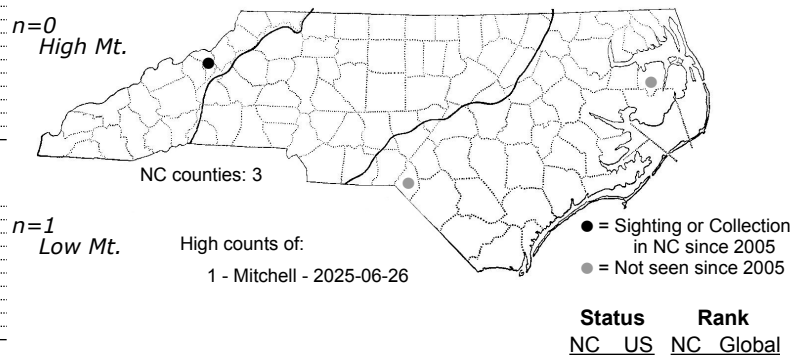 n=0
High Mt.
NC counties: 3
n=1
Low Mt.
High counts of:
1 - Mitchell - 2025-06-26
● = Sighting or Collection
in NC since 2005
● = Not seen since 2005
Status Rank
NC US NC Global